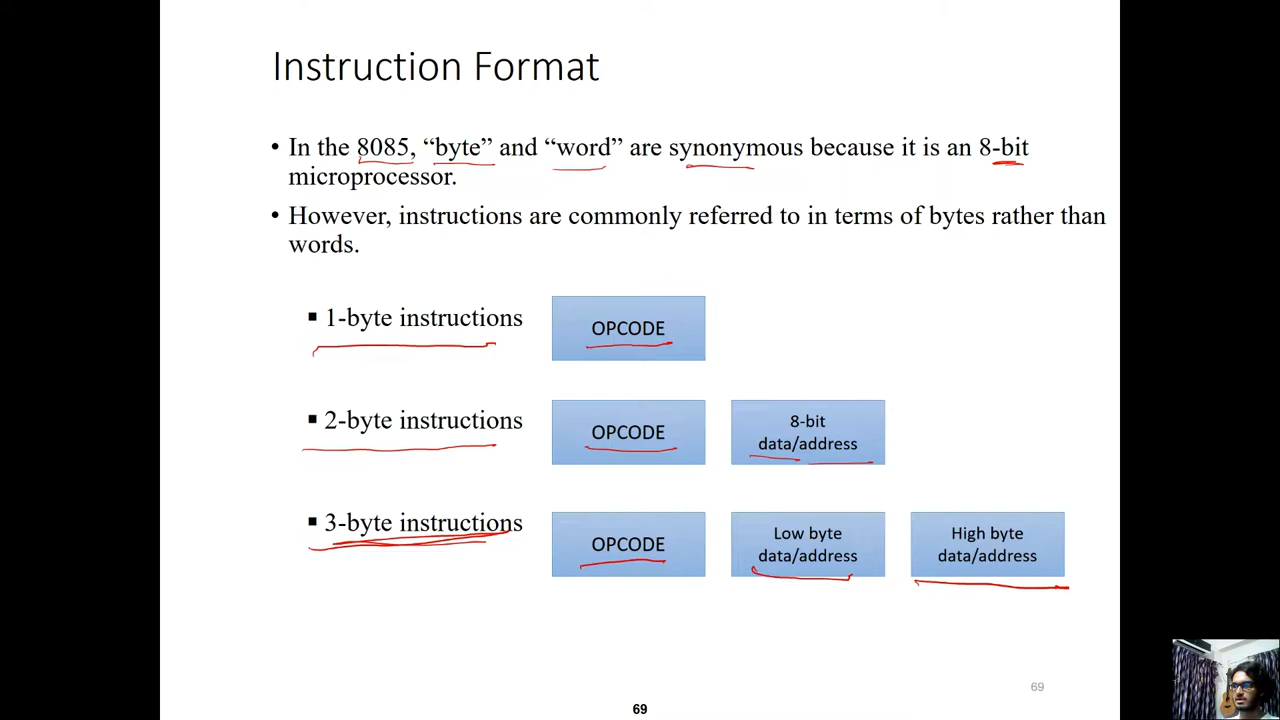 Instruction Format
• In the 8085, “byte” and “word” are synonymous because it is an 8-bit
microprocessor.
• However, instructions are commonly referred to in terms of bytes rather than
words.
▪ 1-byte instructions
OPCODE
▪ 2-byte instructions
OPCODE
8-bit
data/address
▪ 3-byte instructions
OPCODE
Low byte
data/address
High byte
data/address
69
69